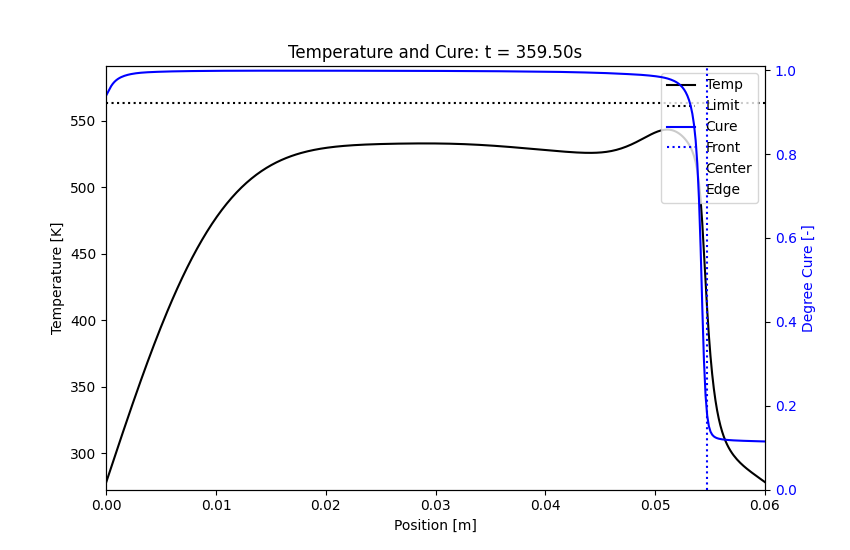 Temperature and Cure: t = 359.50s
Temperature [K]
550
500
450
400
350
300
Temp
Limit
Cure
Front
Center
Edge
1.0
0.8
0.6
0.4
0.2
0.0
Degree Cure [-]
0.00 0.01 0.02 0.03 0.04 0.05 0.06
Position [m]